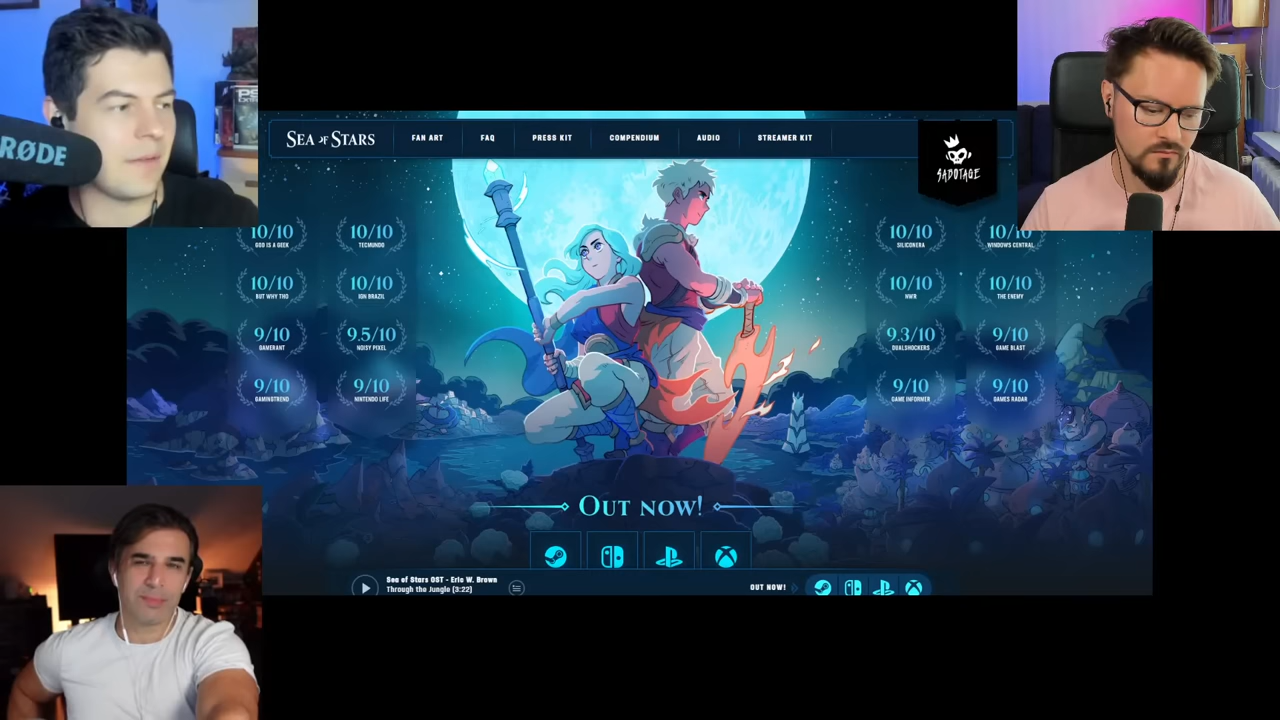 RØDE
SEA OF STARS
FAN ART
FAQ
PRESS KIT
COMPENDIUM
AUDIO
STREAMER KIT
SABOTAGE
10/10
GOD IS A GEEK
10/10
TECMUNDO
10/10
SILICONERA
10/10
WINDOWS CENTRAL
10/10
BUT WHY THO
10/10
IGN BRAZIL
10/10
NWR
10/10
THE ENEMY
9/10
GAMERANT
9.5/10
NOISY PIXEL
9.3/10
DUALSHOCKERS
9/10
GAME BLAST
9/10
GAMINGTREND
9/10
NINTENDO LIFE
9/10
GAME INFORMER
9/10
GAMES RADAR
OUT NOW!
Sea of Stars OST - Eric W. Brown
Through the Jungle (3:22)
OUT NOW!